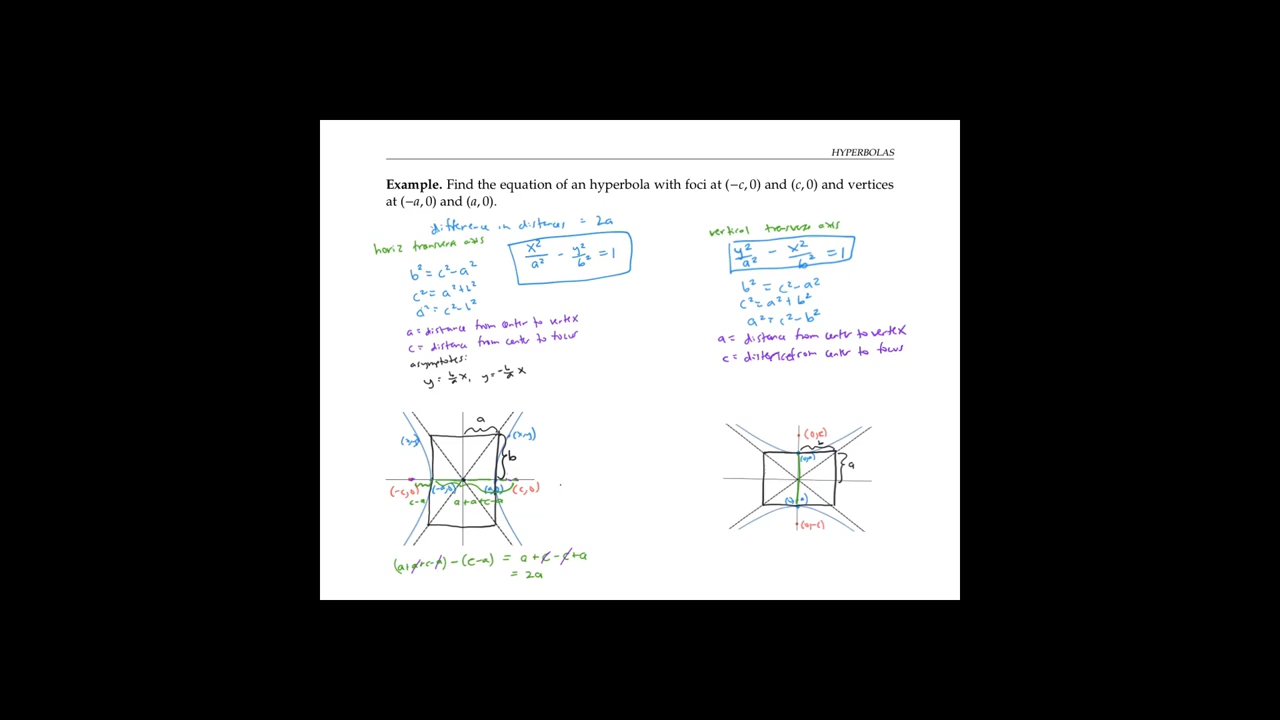 HYPERBOLAS
Example. Find the equation of an hyperbola with foci at (−c, 0) and (c, 0) and vertices
at (−a, 0) and (a, 0).
difference in distances = 2a
horiz transverse axis
x²/a² − y²/b² = 1
b² = c² − a²
c² = a² + b²
a² = c² − b²
a = distance from center to vertex
c = distance from center to focus
asymptotes:
y = b/a x, y = −b/a x
vertical transverse axis
y²/a² − x²/b² = 1
b² = c² − a²
c² = a² + b²
a² = c² − b²
a = distance from center to vertex
c = distance from center to focus
a
(x,y)
(x,y)
b
(−c,0)
(−a,0)
(a,0)
(c,0)
c−a
a + a + c−a
(a+a+c−a) − (c−a) = a + c − c + a
= 2a
(0,c)
b
(0,a)
a
(0,−c)